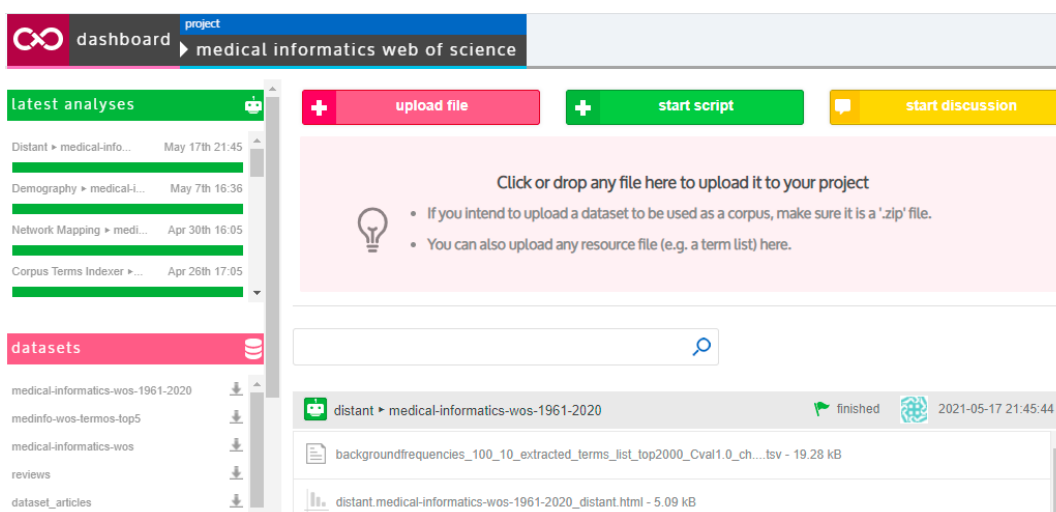 project
dashboard
medical informatics web of science
latest analyses
Distant ▸ medical-info... May 17th 21:45
Demography ▸ medical-i... May 7th 16:36
Network Mapping ▸ medi... Apr 30th 16:05
Corpus Terms Indexer ▸... Apr 26th 17:05
datasets
medical-informatics-wos-1961-2020
medinfo-wos-termos-top5
medical-informatics-wos
reviews
dataset_articles
upload file
start script
start discussion
Click or drop any file here to upload it to your project
• If you intend to upload a dataset to be used as a corpus, make sure it is a '.zip' file.
• You can also upload any resource file (e.g. a term list) here.
distant ▸ medical-informatics-wos-1961-2020 finished 2021-05-17 21:45:44
backgroundfrequencies_100_10_extracted_terms_list_top2000_Cval1.0_ch....tsv - 19.28 kB
distant.medical-informatics-wos-1961-2020_distant.html - 5.09 kB